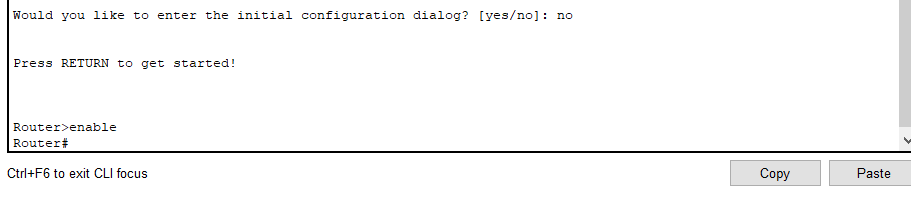 Would you like to enter the initial configuration dialog? [yes/no]: no
Press RETURN to get started!
Router>enable
Router#
Ctrl+F6 to exit CLI focus
Copy
Paste